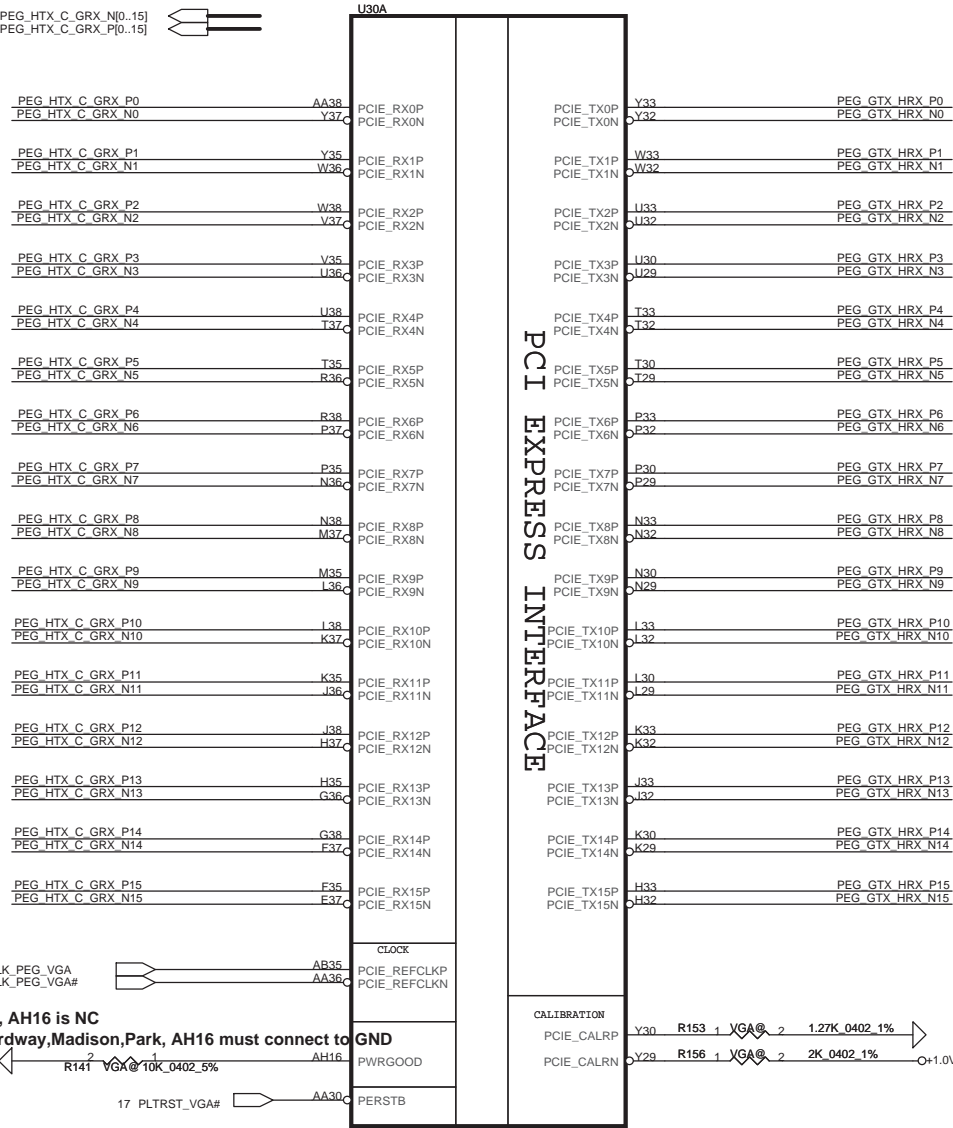 PEG_HTX_C_GRX_N[0..15]
PEG_HTX_C_GRX_P[0..15]
U30A
PEG_HTX_C_GRX_P0 AA38 PCIE_RX0P PCIE_TX0P Y33 PEG_GTX_HRX_P0
PEG_HTX_C_GRX_N0 Y37 PCIE_RX0N PCIE_TX0N Y32 PEG_GTX_HRX_N0
PEG_HTX_C_GRX_P1 Y35 PCIE_RX1P PCIE_TX1P W33 PEG_GTX_HRX_P1
PEG_HTX_C_GRX_N1 W36 PCIE_RX1N PCIE_TX1N W32 PEG_GTX_HRX_N1
PEG_HTX_C_GRX_P2 W38 PCIE_RX2P PCIE_TX2P U33 PEG_GTX_HRX_P2
PEG_HTX_C_GRX_N2 V37 PCIE_RX2N PCIE_TX2N U32 PEG_GTX_HRX_N2
PEG_HTX_C_GRX_P3 V35 PCIE_RX3P PCIE_TX3P U30 PEG_GTX_HRX_P3
PEG_HTX_C_GRX_N3 U36 PCIE_RX3N PCIE_TX3N U29 PEG_GTX_HRX_N3
PEG_HTX_C_GRX_P4 U38 PCIE_RX4P PCIE_TX4P T33 PEG_GTX_HRX_P4
PEG_HTX_C_GRX_N4 T37 PCIE_RX4N PCIE_TX4N T32 PEG_GTX_HRX_N4
PEG_HTX_C_GRX_P5 T35 PCIE_RX5P PCIE_TX5P T30 PEG_GTX_HRX_P5
PEG_HTX_C_GRX_N5 R36 PCIE_RX5N PCIE_TX5N T29 PEG_GTX_HRX_N5
PEG_HTX_C_GRX_P6 R38 PCIE_RX6P PCIE_TX6P P33 PEG_GTX_HRX_P6
PEG_HTX_C_GRX_N6 P37 PCIE_RX6N PCIE_TX6N P32 PEG_GTX_HRX_N6
PEG_HTX_C_GRX_P7 P35 PCIE_RX7P PCIE_TX7P P30 PEG_GTX_HRX_P7
PEG_HTX_C_GRX_N7 N36 PCIE_RX7N PCIE_TX7N P29 PEG_GTX_HRX_N7
PEG_HTX_C_GRX_P8 N38 PCIE_RX8P PCIE_TX8P N33 PEG_GTX_HRX_P8
PEG_HTX_C_GRX_N8 M37 PCIE_RX8N PCIE_TX8N N32 PEG_GTX_HRX_N8
PEG_HTX_C_GRX_P9 M35 PCIE_RX9P PCIE_TX9P N30 PEG_GTX_HRX_P9
PEG_HTX_C_GRX_N9 L36 PCIE_RX9N PCIE_TX9N N29 PEG_GTX_HRX_N9
PEG_HTX_C_GRX_P10 L38 PCIE_RX10P PCIE_TX10P L33 PEG_GTX_HRX_P10
PEG_HTX_C_GRX_N10 K37 PCIE_RX10N PCIE_TX10N L32 PEG_GTX_HRX_N10
PEG_HTX_C_GRX_P11 K35 PCIE_RX11P PCIE_TX11P L30 PEG_GTX_HRX_P11
PEG_HTX_C_GRX_N11 J36 PCIE_RX11N PCIE_TX11N L29 PEG_GTX_HRX_N11
PEG_HTX_C_GRX_P12 J38 PCIE_RX12P PCIE_TX12P K33 PEG_GTX_HRX_P12
PEG_HTX_C_GRX_N12 H37 PCIE_RX12N PCIE_TX12N K32 PEG_GTX_HRX_N12
PEG_HTX_C_GRX_P13 H35 PCIE_RX13P PCIE_TX13P J33 PEG_GTX_HRX_P13
PEG_HTX_C_GRX_N13 G36 PCIE_RX13N PCIE_TX13N J32 PEG_GTX_HRX_N13
PEG_HTX_C_GRX_P14 G38 PCIE_RX14P PCIE_TX14P K30 PEG_GTX_HRX_P14
PEG_HTX_C_GRX_N14 F37 PCIE_RX14N PCIE_TX14N K29 PEG_GTX_HRX_N14
PEG_HTX_C_GRX_P15 F35 PCIE_RX15P PCIE_TX15P H33 PEG_GTX_HRX_P15
PEG_HTX_C_GRX_N15 E37 PCIE_RX15N PCIE_TX15N H32 PEG_GTX_HRX_N15
PCI EXPRESS INTERFACE
CLOCK
LK_PEG_VGA AB35 PCIE_REFCLKP
LK_PEG_VGA# AA36 PCIE_REFCLKN
, AH16 is NC
rdway,Madison,Park, AH16 must connect to GND
2 1 AH16 PWRGOOD
R141 VGA@ 10K_0402_5%
17 PLTRST_VGA# AA30 PERSTB
CALIBRATION
PCIE_CALRP Y30 R153 1 VGA@ 2 1.27K_0402_1%
PCIE_CALRN Y29 R156 1 VGA@ 2 2K_0402_1% +1.0V